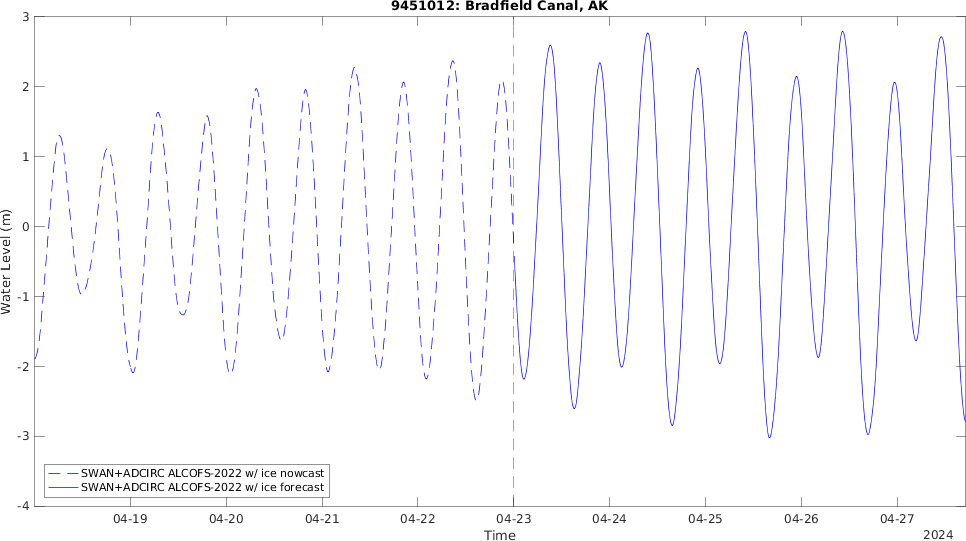 9451012: Bradfield Canal, AK
3
2
1
0
-1
-2
-3
-4
Water Level (m)
SWAN+ADCIRC ALCOFS-2022 w/ ice nowcast
SWAN+ADCIRC ALCOFS-2022 w/ ice forecast
04-19 04-20 04-21 04-22 04-23 04-24 04-25 04-26 04-27
Time
2024